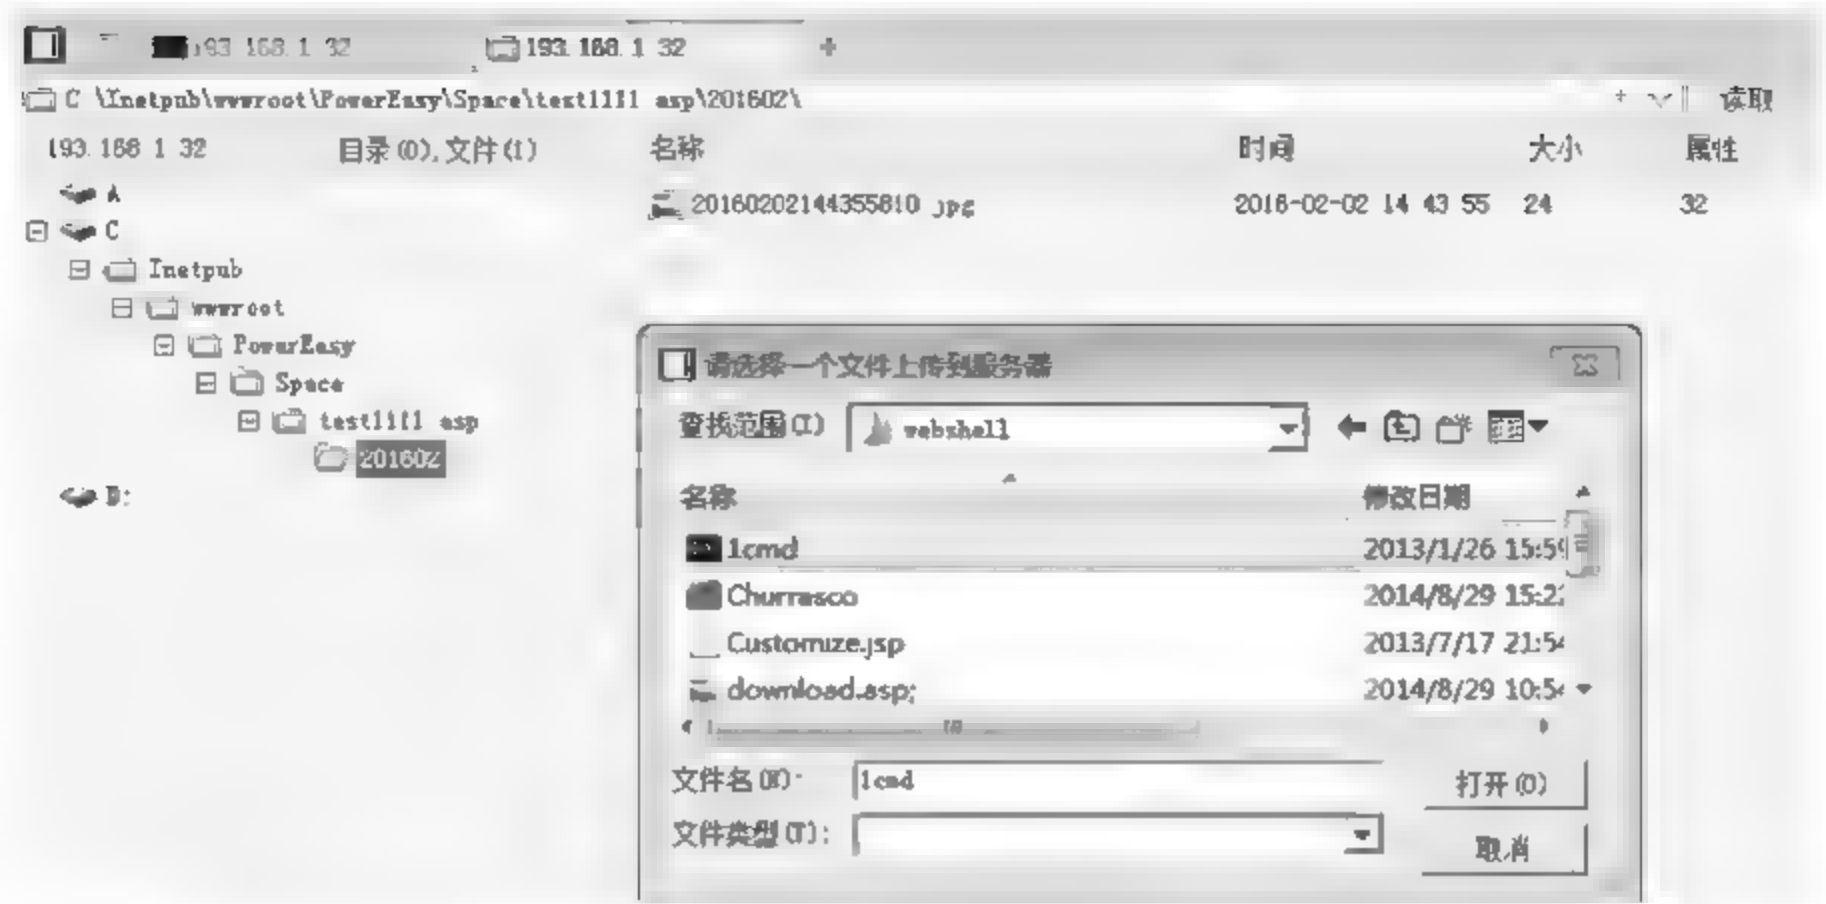 193 168.1 32 193.168.1 32 +
C \Inetpub\wwwroot\PowerEasy\Space\test1111 asp\201602\ 读取
193.168 1 32 目录(0),文件(1) 名称 时间 大小 属性
A 20160202144355810 jpg 2016-02-02 14 43 55 24 32
C
Inetpub
wwwroot
PowerEasy
Space
test1111 asp
201602
D:
请选择一个文件上传到服务器
查找范围(I) webshell
名称 修改日期
1cmd 2013/1/26 15:59
Churrasco 2014/8/29 15:22
Customize.jsp 2013/7/17 21:54
download.asp; 2014/8/29 10:54
文件名(N): 1cmd 打开(O)
文件类型(T): 取消